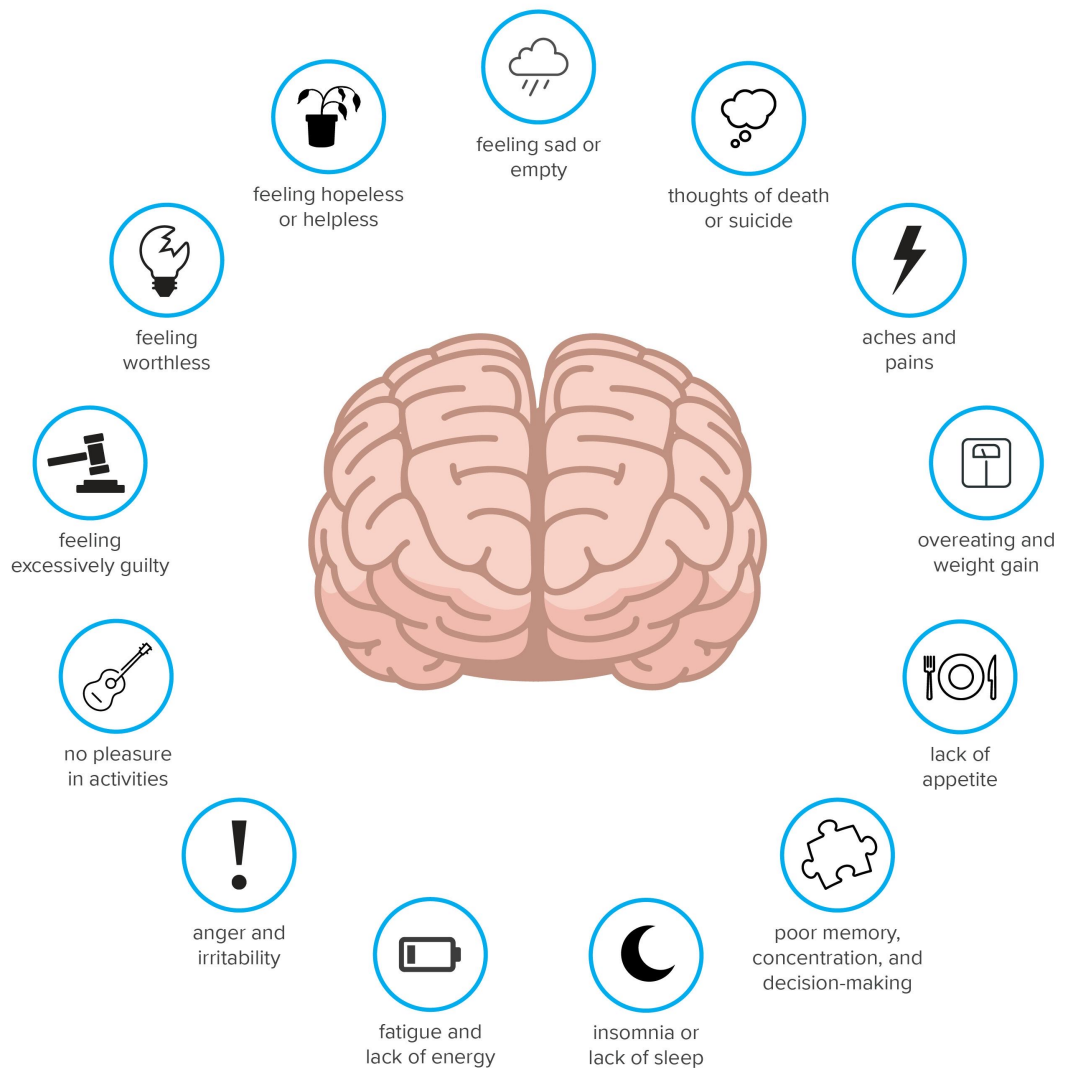 feeling sad or
empty
thoughts of death
or suicide
aches and
pains
overeating and
weight gain
lack of
appetite
poor memory,
concentration, and
decision-making
insomnia or
lack of sleep
fatigue and
lack of energy
anger and
irritability
no pleasure
in activities
feeling
excessively guilty
feeling
worthless
feeling hopeless
or helpless